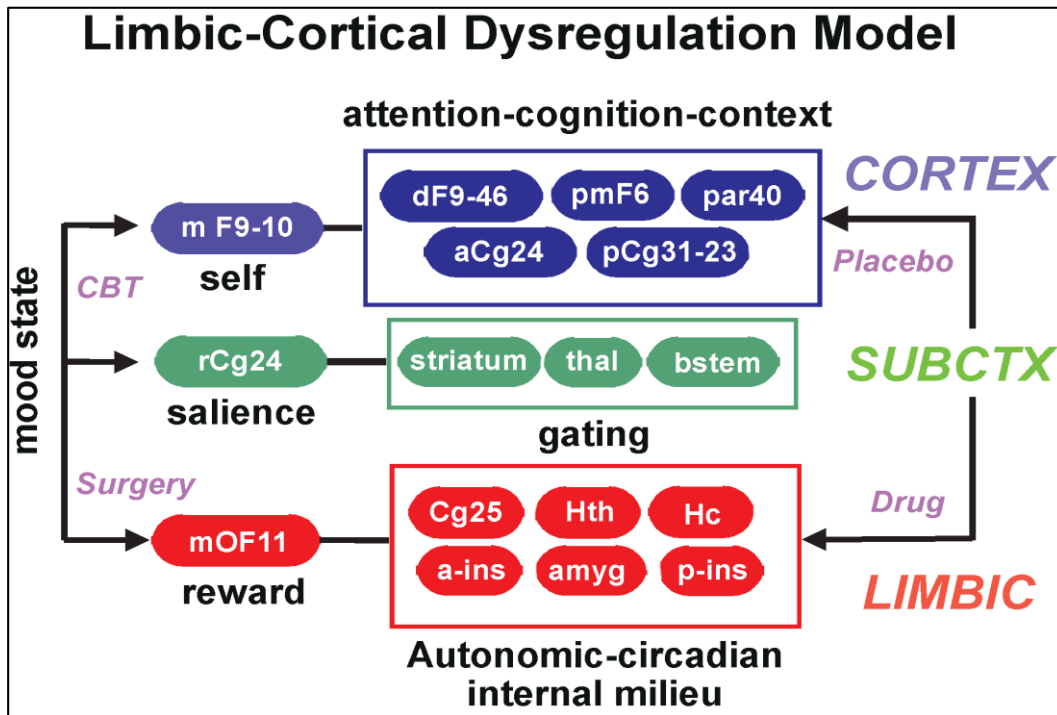 Limbic-Cortical Dysregulation Model
attention-cognition-context
CORTEX
dF9-46 pmF6 par40
m F9-10
aCg24 pCg31-23
self
CBT
Placebo
mood state
rCg24
striatum thal bstem
SUBCTX
salience
gating
Surgery
Cg25 Hth Hc
Drug
mOF11
a-ins amyg p-ins
reward
LIMBIC
Autonomic-circadian
internal milieu